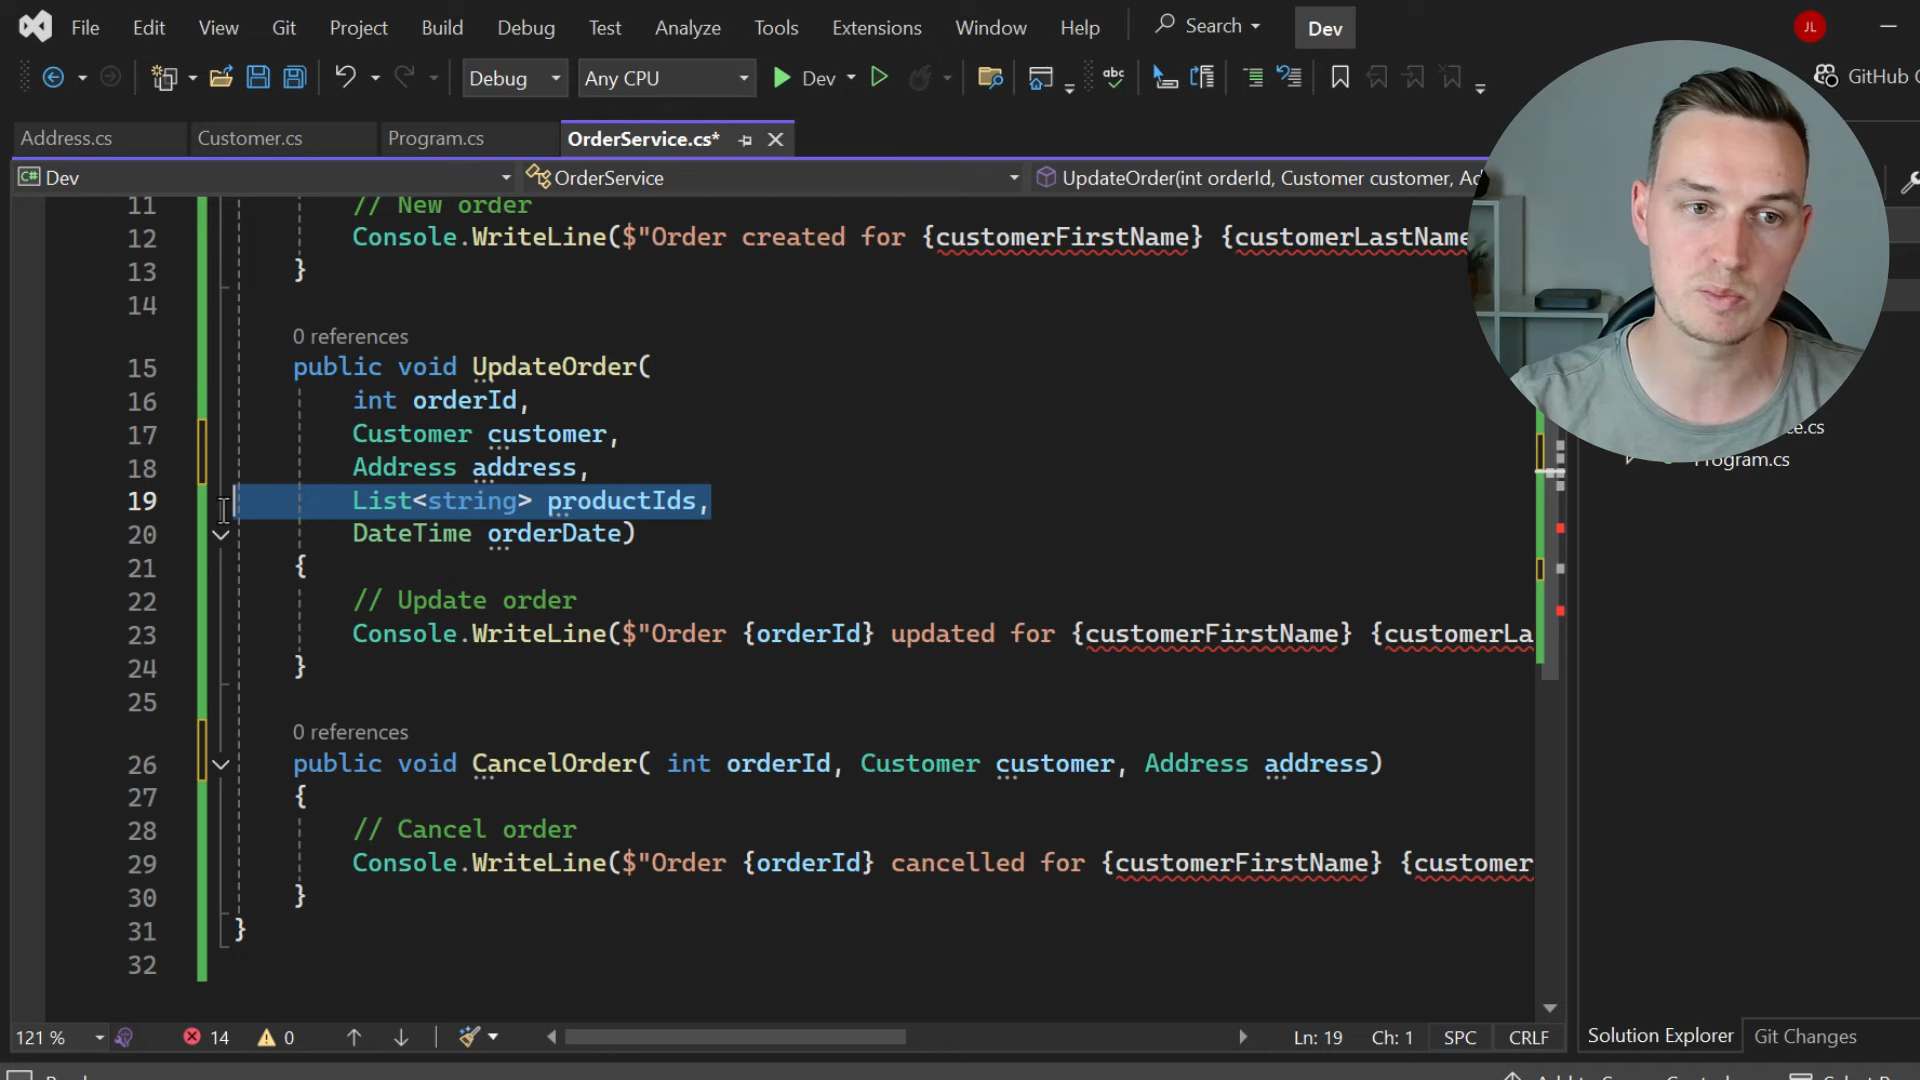 File Edit View Git Project Build Debug Test Analyze Tools Extensions Window Help Search Dev JL
Debug Any CPU Dev abc GitHub
Address.cs Customer.cs Program.cs OrderService.cs*
C# Dev OrderService UpdateOrder(int orderId, Customer customer, Ad
11 // New order
12 Console.WriteLine($"Order created for {customerFirstName} {customerLastName
13 }
14
0 references
15 public void UpdateOrder(
16 int orderId,
17 Customer customer,
18 Address address,
19 List<string> productIds,
20 DateTime orderDate)
21 {
22 // Update order
23 Console.WriteLine($"Order {orderId} updated for {customerFirstName} {customerLa
24 }
25
0 references
26 public void CancelOrder( int orderId, Customer customer, Address address)
27 {
28 // Cancel order
29 Console.WriteLine($"Order {orderId} cancelled for {customerFirstName} {customer
30 }
31 }
32
ce.cs
Program.cs
121 % 14 0 Ln: 19 Ch: 1 SPC CRLF
Solution Explorer Git Changes